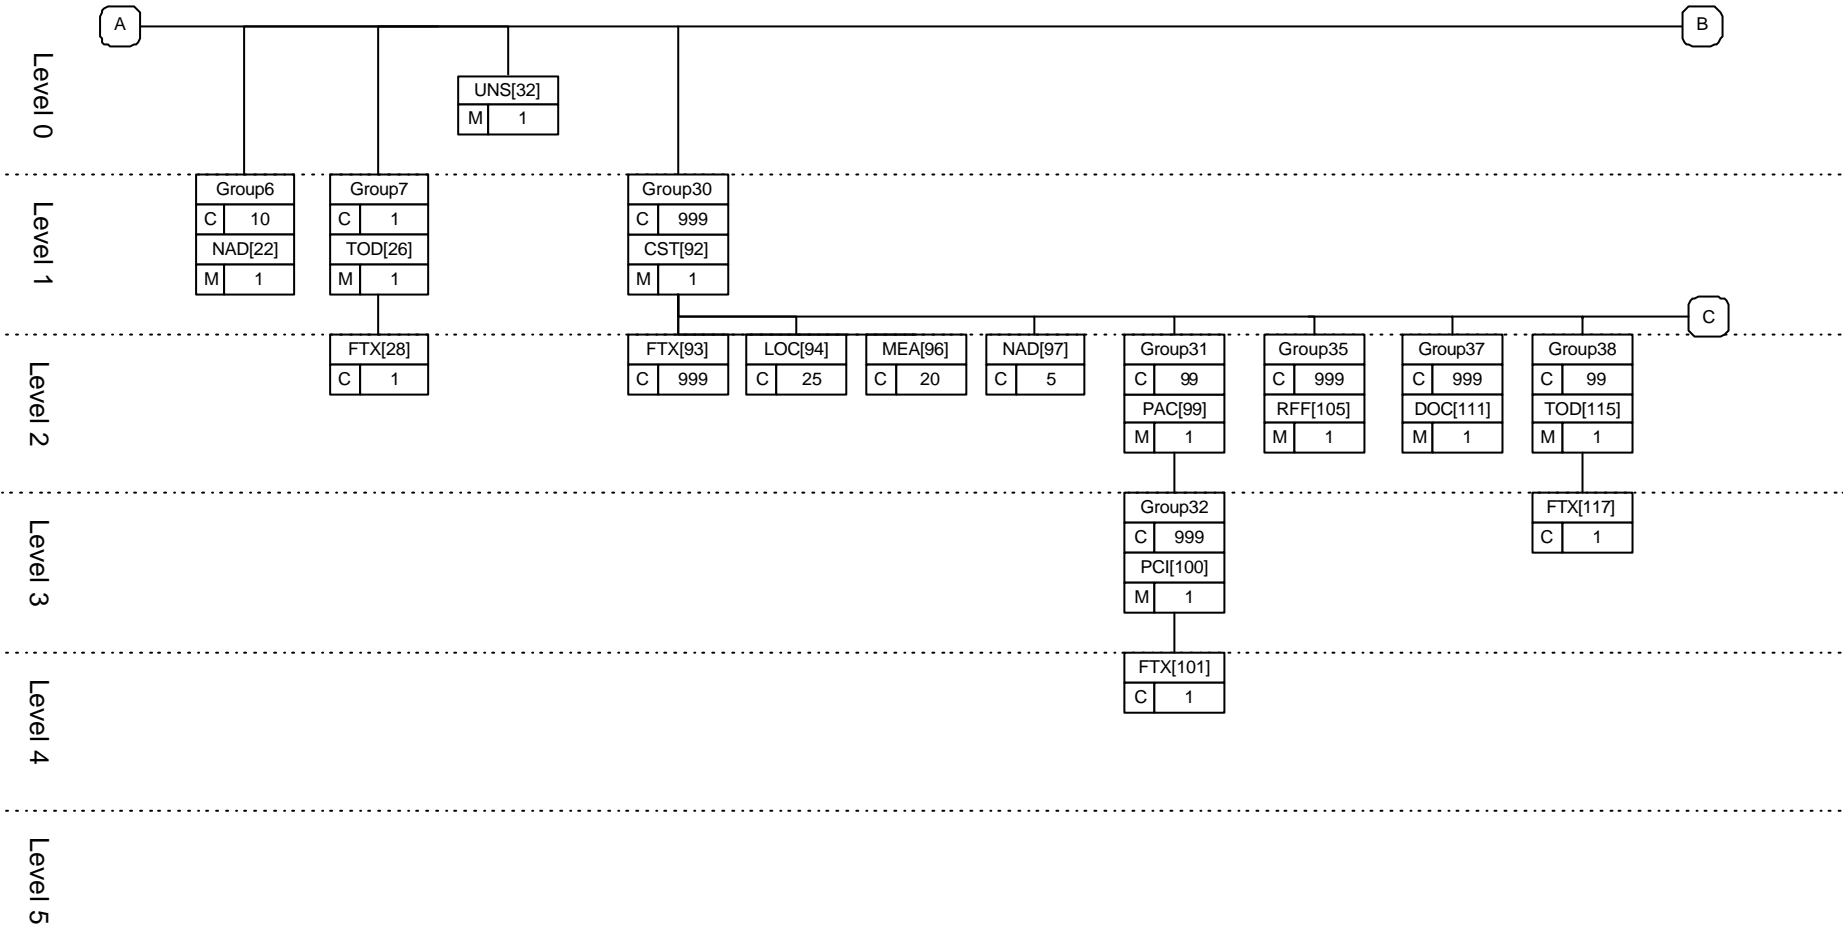 A
B
Level 0
UNS[32]
M 1
Level 1
Group6 Group7 Group30
C 10 C 1 C 999
NAD[22] TOD[26] CST[92]
M 1 M 1 M 1
C
Level 2
FTX[28] FTX[93] LOC[94] MEA[96] NAD[97] Group31 Group35 Group37 Group38
C 1 C 999 C 25 C 20 C 5 C 99 C 999 C 999 C 99
PAC[99] RFF[105] DOC[111] TOD[115]
M 1 M 1 M 1 M 1
Level 3
Group32 FTX[117]
C 999 C 1
PCI[100]
M 1
Level 4
FTX[101]
C 1
Level 5